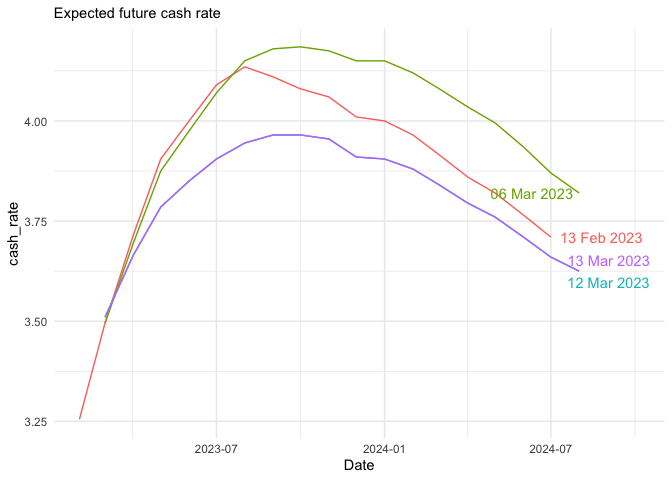 Expected future cash rate
cash_rate
4.00
3.75
3.50
3.25
06 Mar 2023
13 Feb 2023
13 Mar 2023
12 Mar 2023
2023-07
2024-01
2024-07
Date